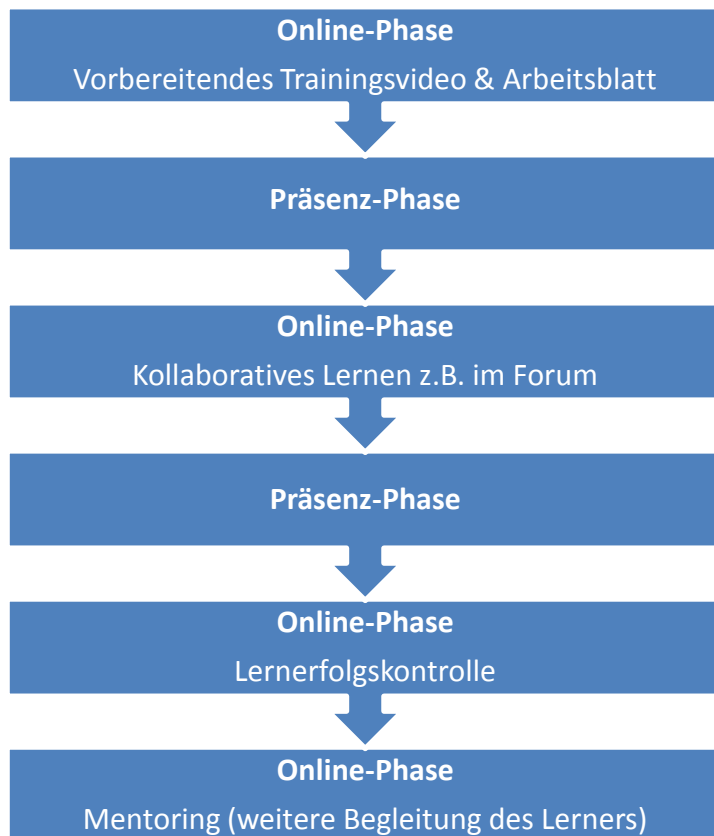 Online-Phase
Vorbereitendes Trainingsvideo & Arbeitsblatt
Präsenz-Phase
Online-Phase
Kollaboratives Lernen z.B. im Forum
Präsenz-Phase
Online-Phase
Lernerfolgskontrolle
Online-Phase
Mentoring (weitere Begleitung des Lerners)